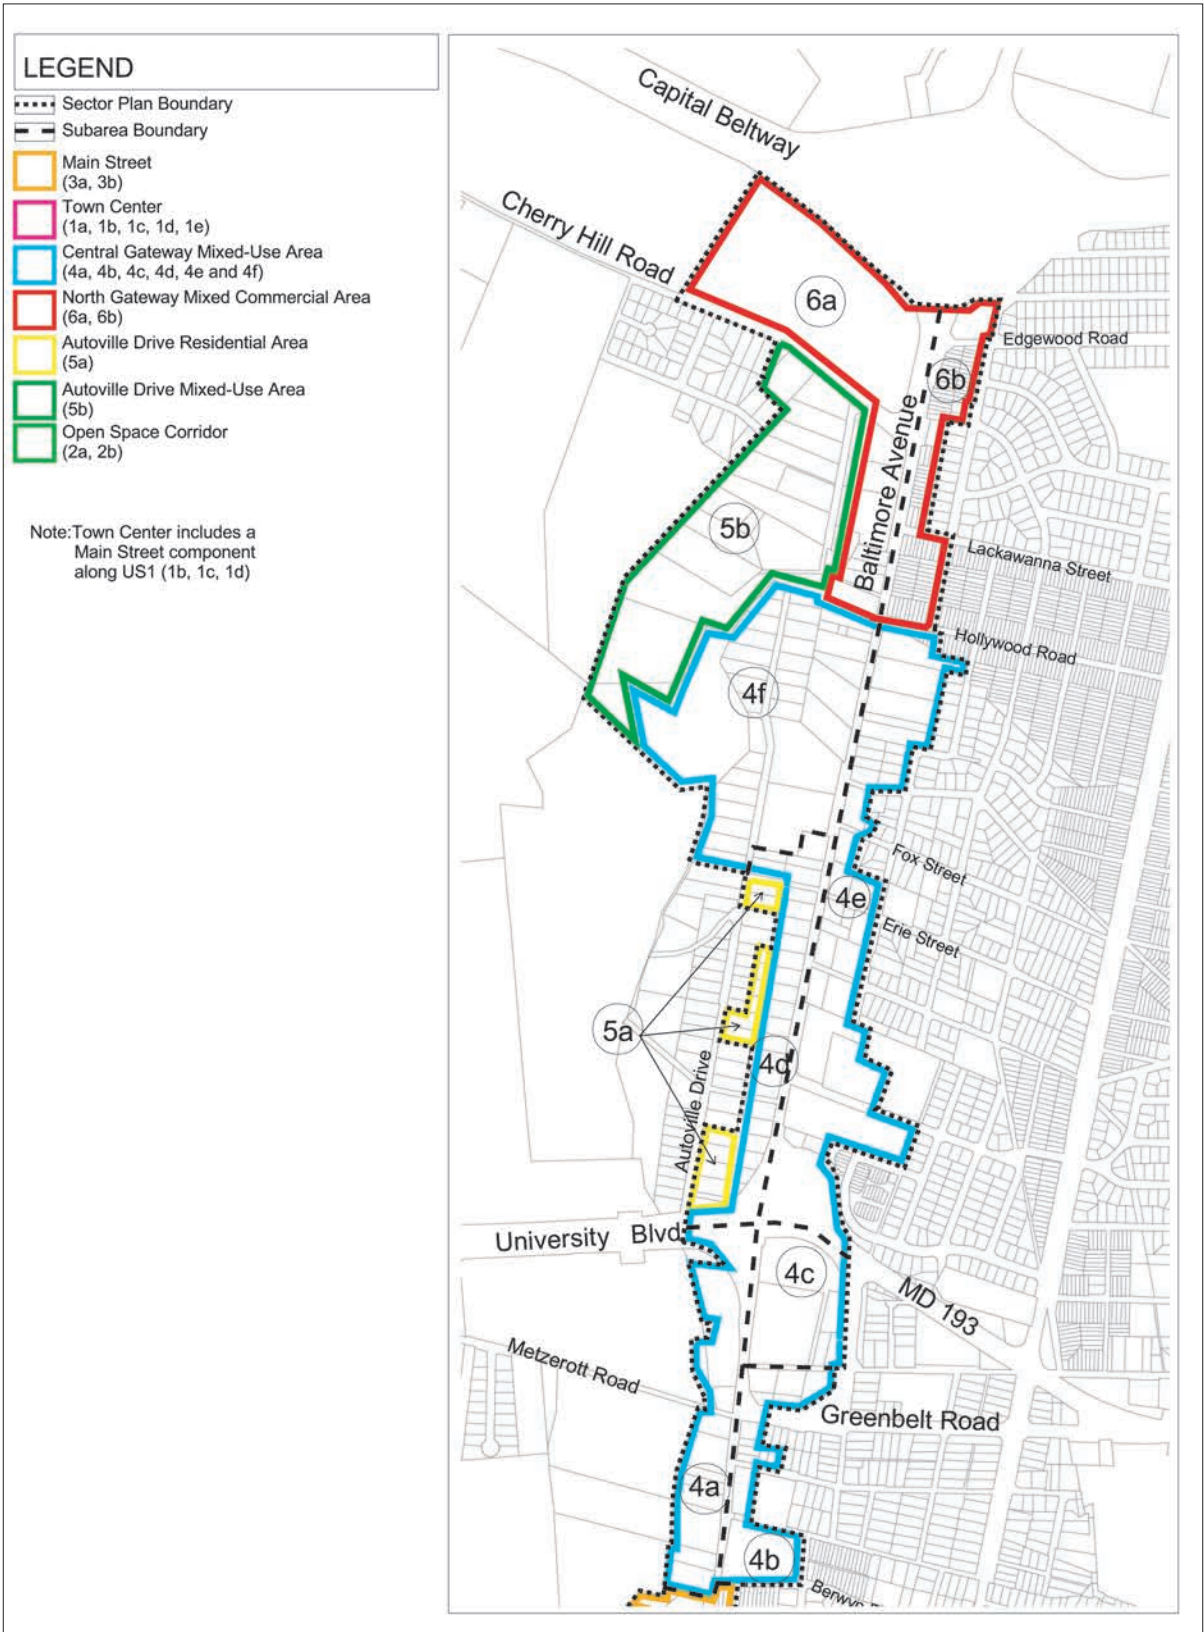 LEGEND
Sector Plan Boundary
Subarea Boundary
Main Street
(3a, 3b)
Town Center
(1a, 1b, 1c, 1d, 1e)
Central Gateway Mixed-Use Area
(4a, 4b, 4c, 4d, 4e and 4f)
North Gateway Mixed Commercial Area
(6a, 6b)
Autoville Drive Residential Area
(5a)
Autoville Drive Mixed-Use Area
(5b)
Open Space Corridor
(2a, 2b)
Note:Town Center includes a
Main Street component
along US1 (1b, 1c, 1d)
Capital Beltway
Cherry Hill Road
6a
Edgewood Road
6b
Baltimore Avenue
5b
Lackawanna Street
Hollywood Road
4f
Fox Street
4e
Erie Street
5a
4d
Autoville Drive
University Blvd
4c
MD 193
Metzerott Road
Greenbelt Road
4a
4b
Berwyn